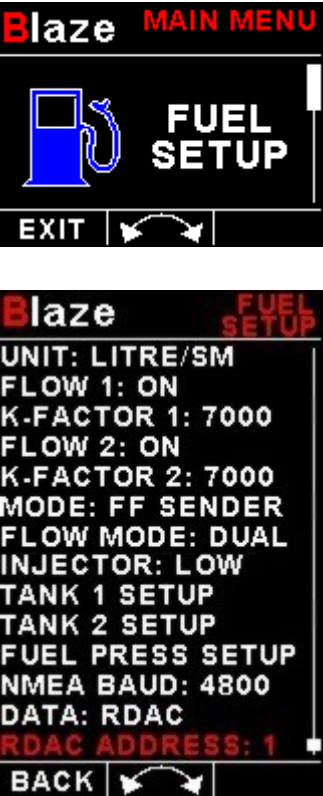 Blaze MAIN MENU
FUEL
SETUP
EXIT
Blaze FUEL
SETUP
UNIT: LITRE/SM
FLOW 1: ON
K-FACTOR 1: 7000
FLOW 2: ON
K-FACTOR 2: 7000
MODE: FF SENDER
FLOW MODE: DUAL
INJECTOR: LOW
TANK 1 SETUP
TANK 2 SETUP
FUEL PRESS SETUP
NMEA BAUD: 4800
DATA: RDAC
RDAC ADDRESS: 1
BACK